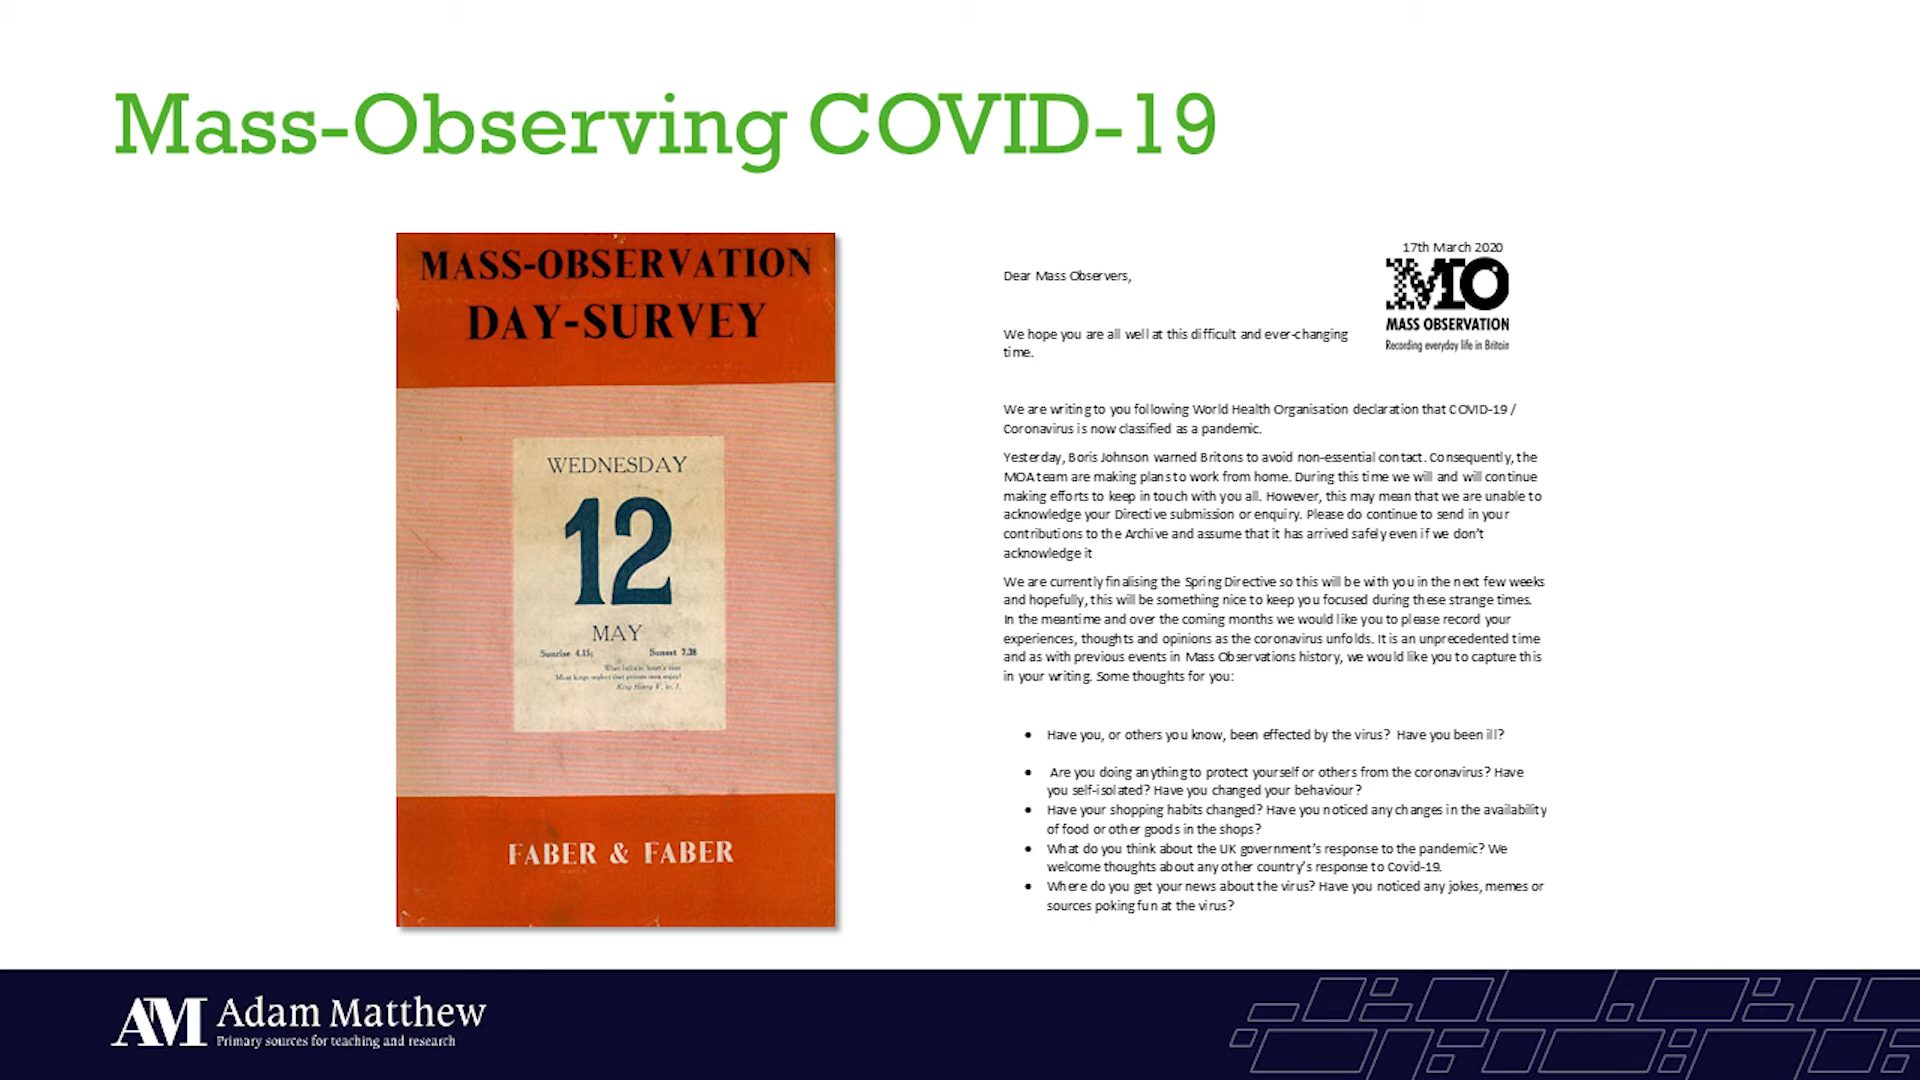 Mass-Observing COVID-19
MASS-OBSERVATION
DAY-SURVEY
WEDNESDAY
12
MAY
Sunrise 4.15; Sunset 7.38
What infinite heart's ease
Must kings neglect that private men enjoy!
King Henry V. iv. 1.
FABER & FABER
17th March 2020
MO
MASS OBSERVATION
Recording everyday life in Britain
Dear Mass Observers,
We hope you are all well at this difficult and ever-changing
time.
We are writing to you following World Health Organisation declaration that COVID-19 /
Coronavirus is now classified as a pandemic.
Yesterday, Boris Johnson warned Britons to avoid non-essential contact. Consequently, the
MOA team are making plans to work from home. During this time we will and will continue
making efforts to keep in touch with you all. However, this may mean that we are unable to
acknowledge your Directive submission or enquiry. Please do continue to send in your
contributions to the Archive and assume that it has arrived safely even if we don't
acknowledge it
We are currently finalising the Spring Directive so this will be with you in the next few weeks
and hopefully, this will be something nice to keep you focused during these strange times.
In the meantime and over the coming months we would like you to please record your
experiences, thoughts and opinions as the coronavirus unfolds. It is an unprecedented time
and as with previous events in Mass Observations history, we would like you to capture this
in your writing. Some thoughts for you:
• Have you, or others you know, been effected by the virus? Have you been ill?
• Are you doing anything to protect yourself or others from the coronavirus? Have
you self-isolated? Have you changed your behaviour?
• Have your shopping habits changed? Have you noticed any changes in the availability
of food or other goods in the shops?
• What do you think about the UK government's response to the pandemic? We
welcome thoughts about any other country's response to Covid-19.
• Where do you get your news about the virus? Have you noticed any jokes, memes or
sources poking fun at the virus?
AM Adam Matthew
Primary sources for teaching and research